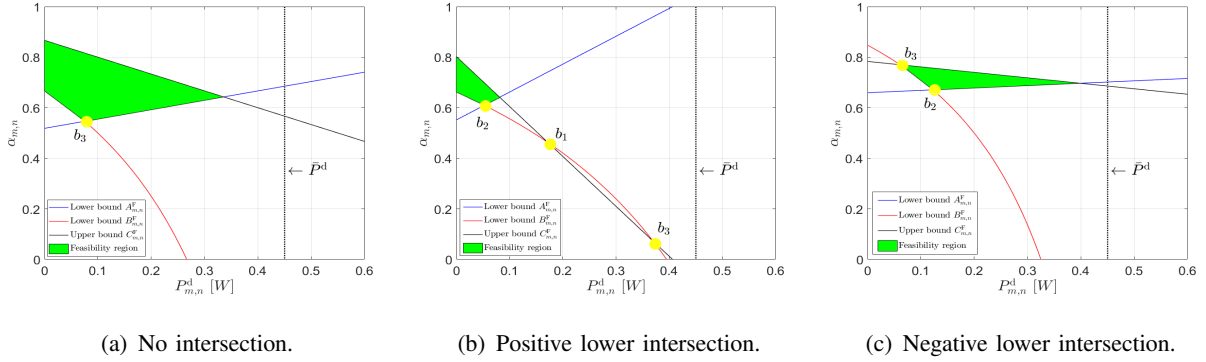 1
0.8
0.6
0.4
0.2
0
α_{m,n}
b_3
← P̄^d
Lower bound A^F_{m,n}
Lower bound B^F_{m,n}
Upper bound C^F_{m,n}
Feasibility region
0 0.1 0.2 0.3 0.4 0.5 0.6
P^d_{m,n} [W]
(a) No intersection.
1
0.8
0.6
0.4
0.2
0
α_{m,n}
b_2
b_1
← P̄^d
b_3
Lower bound A^F_{m,n}
Lower bound B^F_{m,n}
Upper bound C^F_{m,n}
Feasibility region
0 0.1 0.2 0.3 0.4 0.5 0.6
P^d_{m,n} [W]
(b) Positive lower intersection.
1
0.8
0.6
0.4
0.2
0
α_{m,n}
b_3
b_2
← P̄^d
Lower bound A^F_{m,n}
Lower bound B^F_{m,n}
Upper bound C^F_{m,n}
Feasibility region
0 0.1 0.2 0.3 0.4 0.5 0.6
P^d_{m,n} [W]
(c) Negative lower intersection.